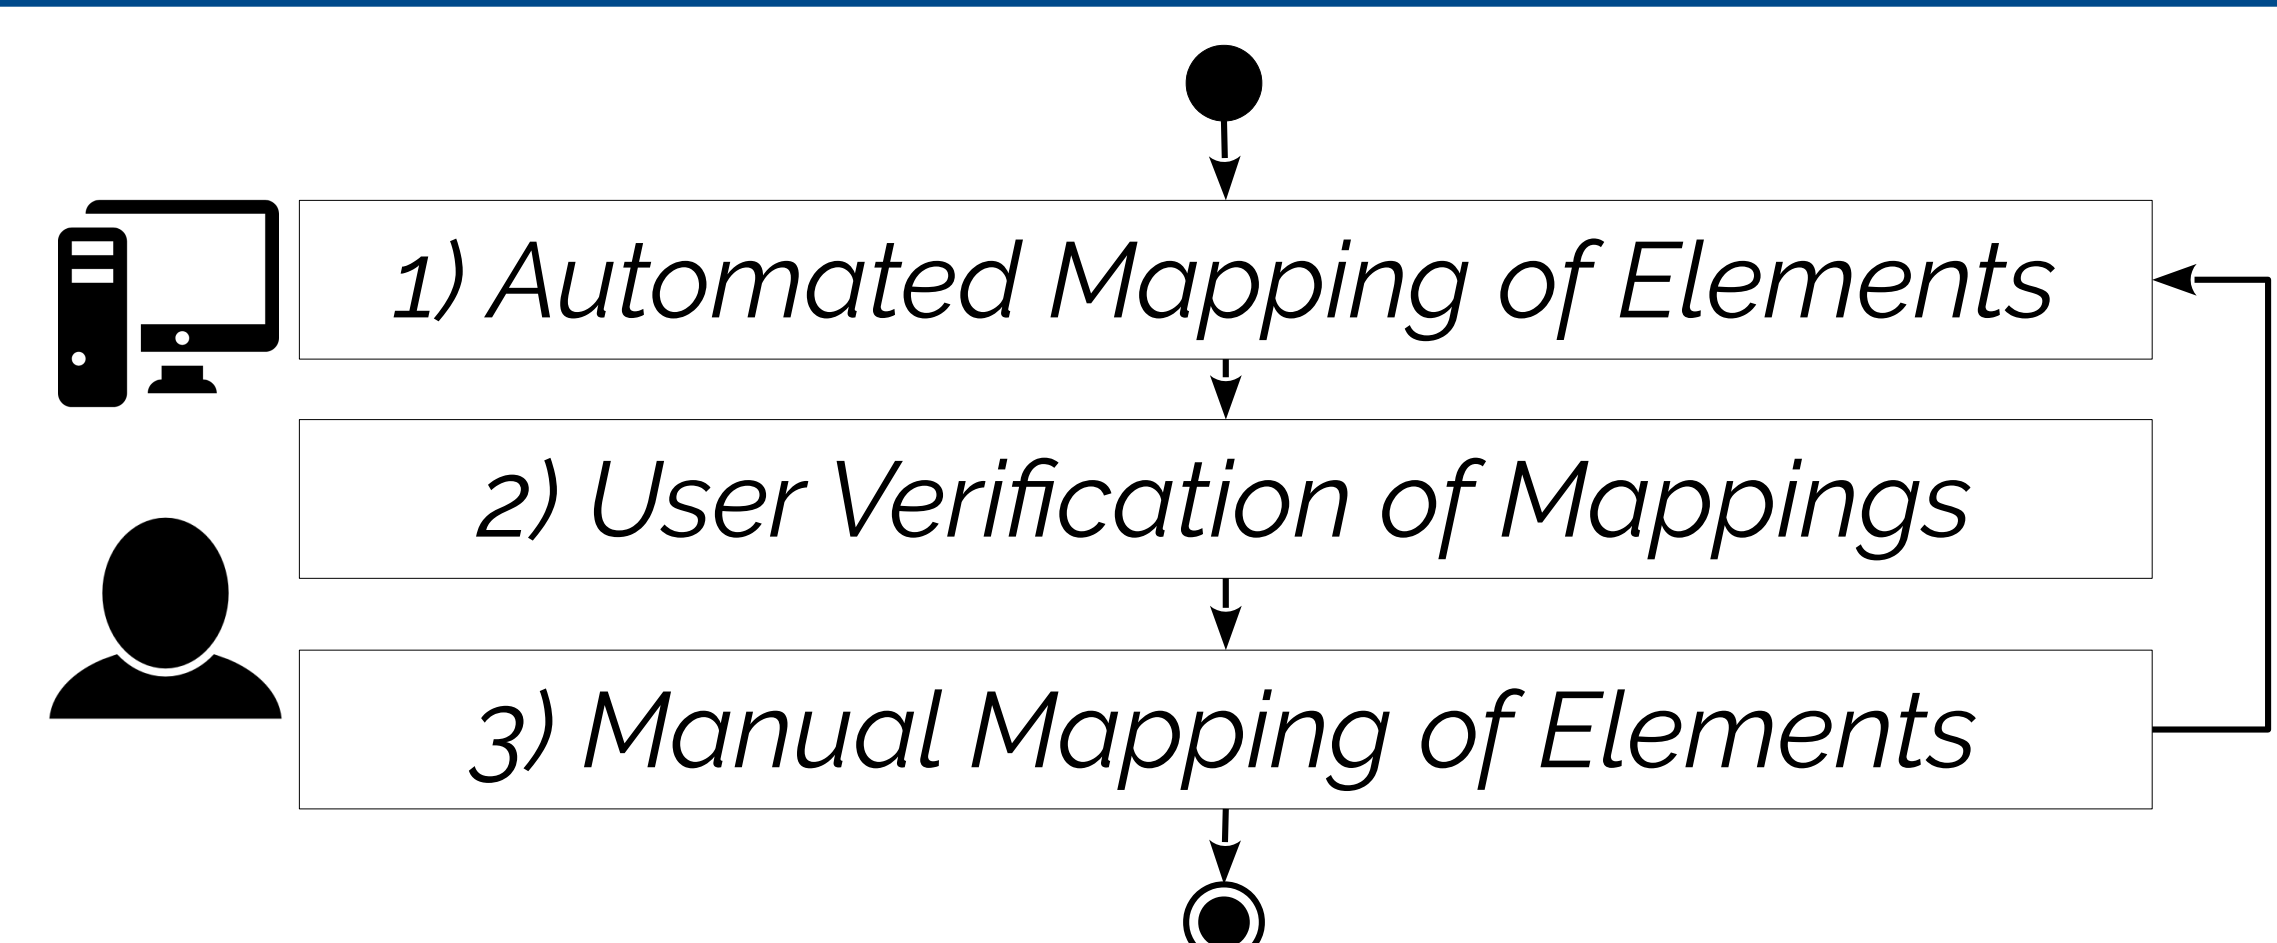 1) Automated Mapping of Elements
2) User Verification of Mappings
3) Manual Mapping of Elements